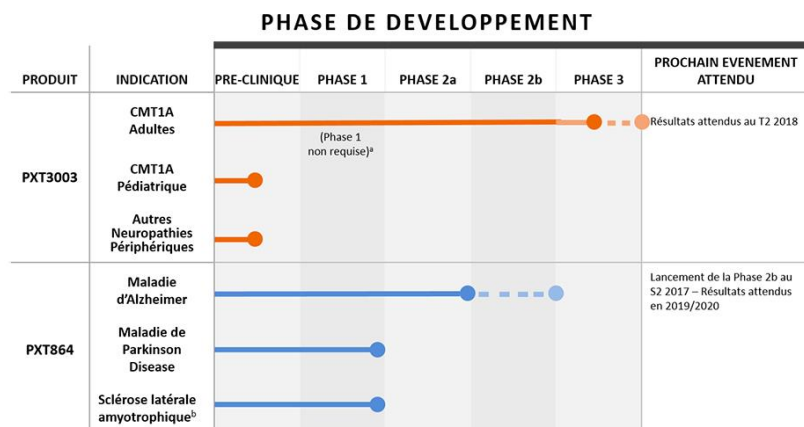 PHASE DE DEVELOPPEMENT
PRODUIT
INDICATION
PRE-CLINIQUE
PHASE 1
PHASE 2a
PHASE 2b
PHASE 3
PROCHAIN EVENEMENT
ATTENDU
PXT3003
CMT1A
Adultes
(Phase 1
non requise)ᵃ
Résultats attendus au T2 2018
CMT1A
Pédiatrique
Autres
Neuropathies
Périphériques
PXT864
Maladie
d’Alzheimer
Lancement de la Phase 2b au
S2 2017 – Résultats attendus
en 2019/2020
Maladie de
Parkinson
Disease
Sclérose latérale
amyotrophiqueᵇ